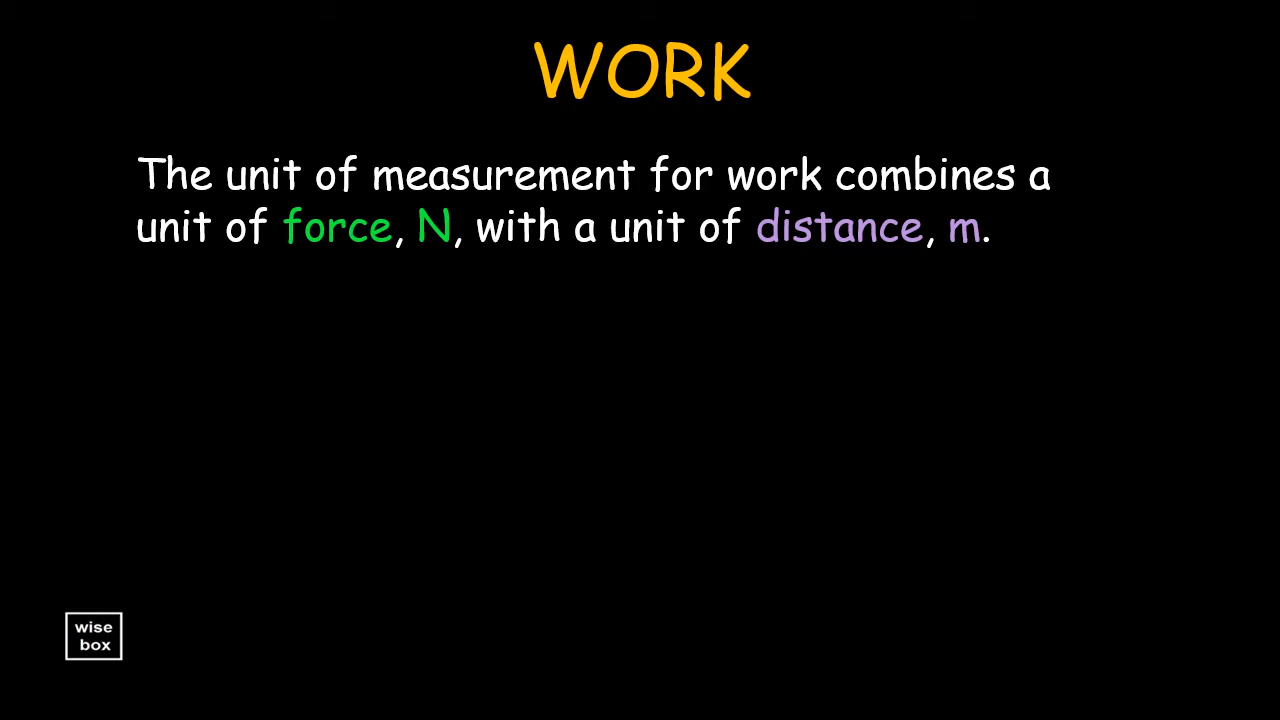 WORK
The unit of measurement for work combines a
unit of force, N, with a unit of distance, m.
wise
box